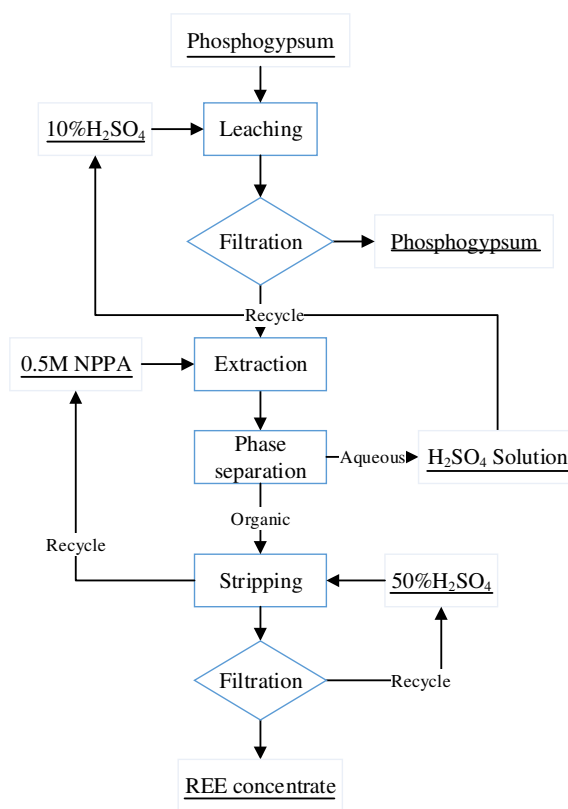 Phosphogypsum
10%H₂SO₄
Leaching
Filtration
Phosphogypsum
Recycle
0.5M NPPA
Extraction
Phase
separation
Aqueous
H₂SO₄ Solution
Organic
Recycle
Stripping
50%H₂SO₄
Filtration
Recycle
REE concentrate